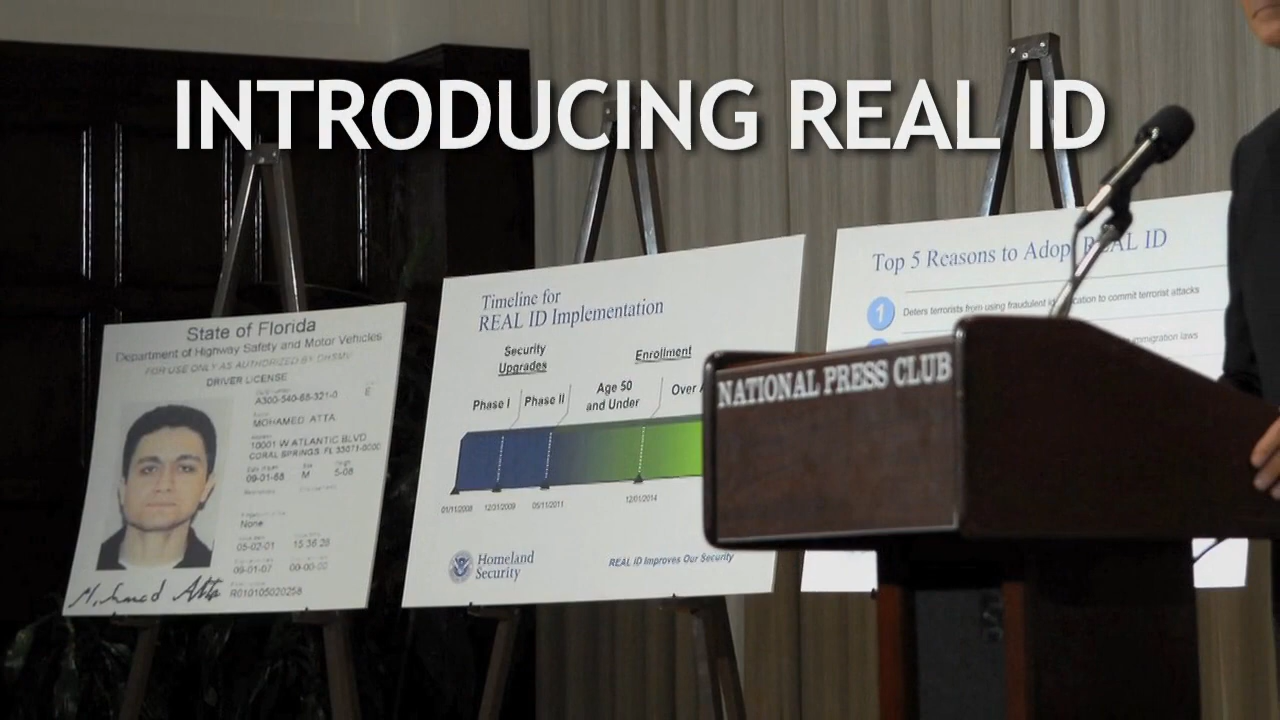 INTRODUCING REAL ID
State of Florida
Department of Highway Safety and Motor Vehicles
FOR USE ONLY AS AUTHORIZED BY DHSMV
DRIVER LICENSE
A300-540-68-321-0
E
MOHAMED ATTA
10001 W ATLANTIC BLVD
CORAL SPRINGS, FL 33071-0000
09-01-68 M 5-08
None
05-02-01 15 36 28
09-01-07 00-00-00
R010105020258
Mohamed Atta
Timeline for
REAL ID Implementation
Security
Upgrades
Enrollment
Phase I
Phase II
Age 50
and Under
Over
01/11/2008 12/31/2009 05/11/2011 12/01/2014
Homeland
Security
REAL ID Improves Our Security
Top 5 Reasons to Adopt REAL ID
1
Deters terrorists from using fraudulent to commit terrorist attacks
immigration laws
NATIONAL PRESS CLUB